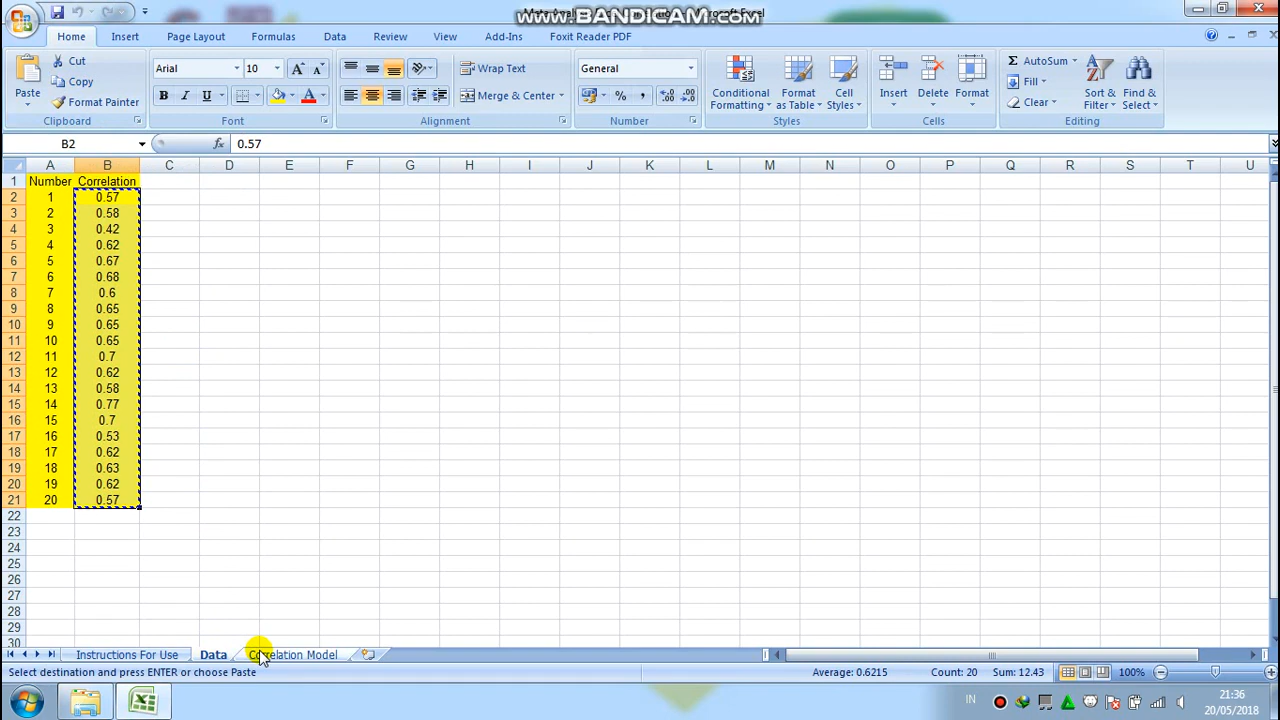 www.BANDICAM.com
Home Insert Page Layout Formulas Data Review View Add-Ins Foxit Reader PDF
Paste
Cut
Copy
Format Painter
Clipboard
Arial 10
B I U
Font
Wrap Text
Merge & Center
Alignment
General
% ,
Number
Conditional Formatting
Format as Table
Cell Styles
Styles
Insert Delete Format
Cells
Σ AutoSum
Fill
Clear
Sort & Filter
Find & Select
Editing
B2 fx 0.57
A B C D E F G H I J K L M N O P Q R S T U
1 Number Correlation
2 1 0.57
3 2 0.58
4 3 0.42
5 4 0.62
6 5 0.67
7 6 0.68
8 7 0.6
9 8 0.65
10 9 0.65
11 10 0.65
12 11 0.7
13 12 0.62
14 13 0.58
15 14 0.77
16 15 0.7
17 16 0.53
18 17 0.62
19 18 0.63
20 19 0.62
21 20 0.57
22
23
24
25
26
27
28
29
30
Instructions For Use Data Correlation Model
Select destination and press ENTER or choose Paste Average: 0.6215 Count: 20 Sum: 12.43 100%
IN 21:36
20/05/2018